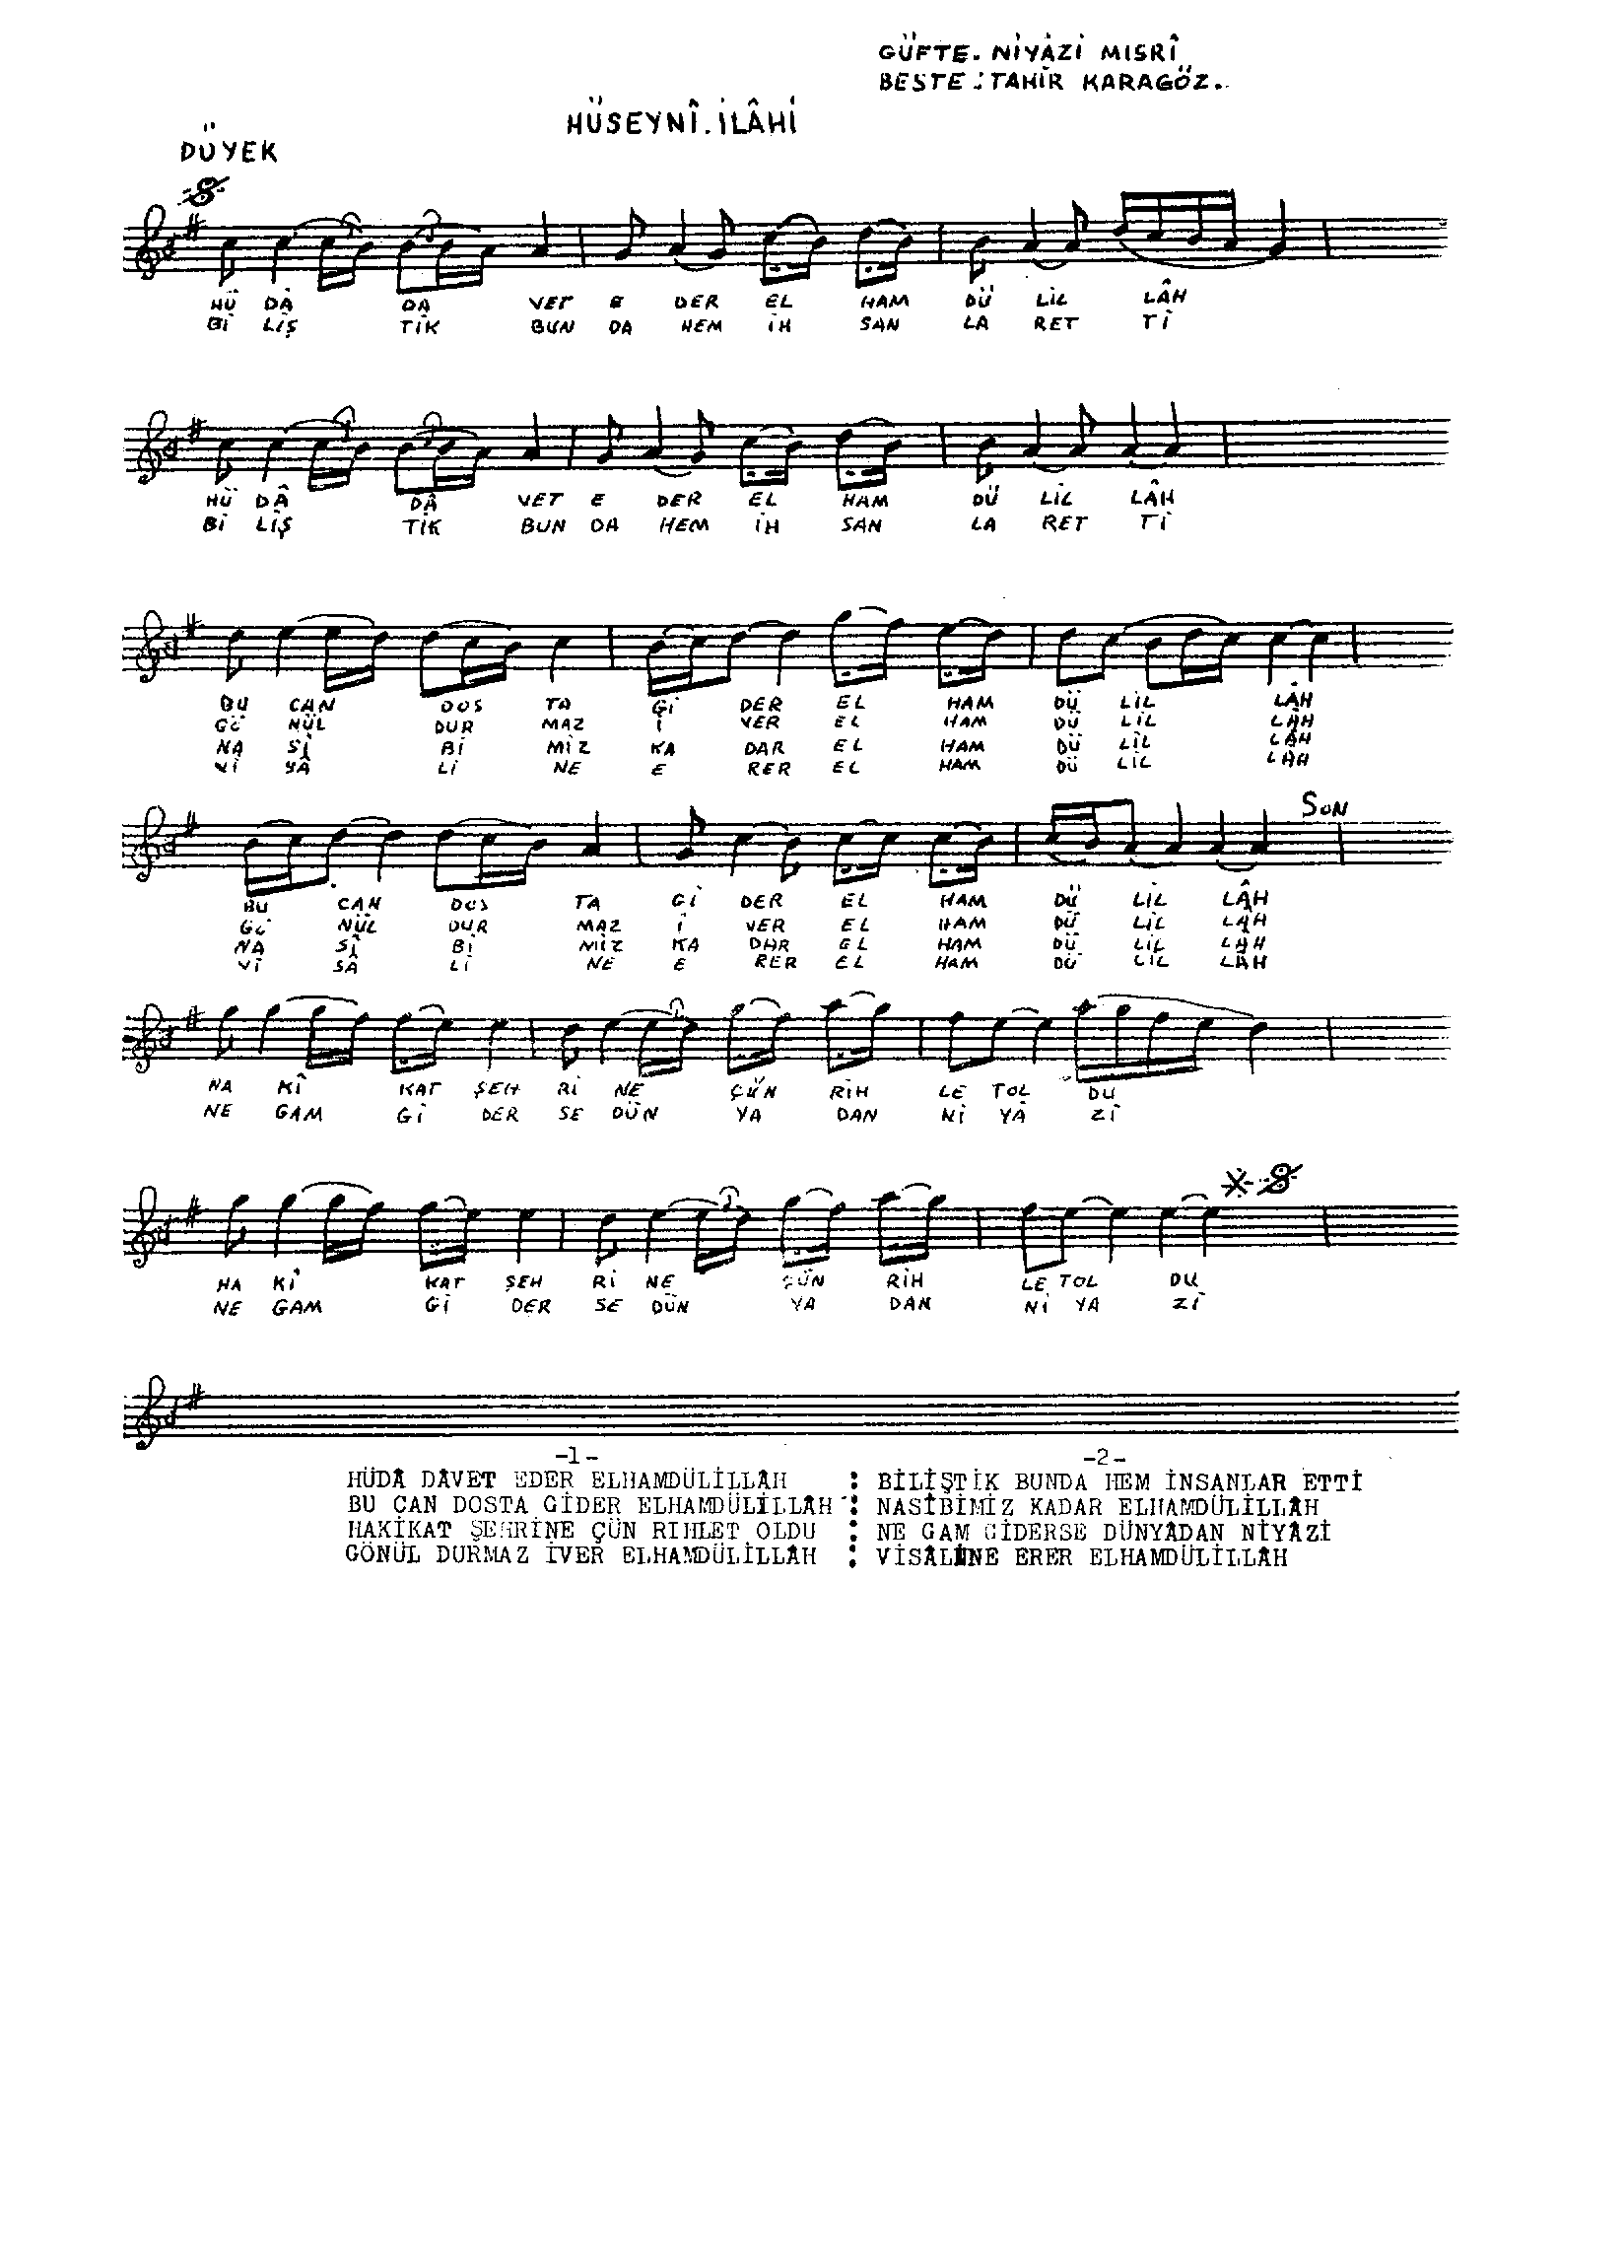 GÜFTE. NİYÂZİ MISRÎ
BESTE: TAHİR KARAGÖZ.
HÜSEYNÎ. İLÂHİ
DÜYEK
HÜ DÂ DA VET E DER EL HAM DÜ LİL LÂH
Bİ LİŞ TİK BUN DA HEM İH SAN LA RET Tİ
HÜ DÂ DÂ VET E DER EL HAM DÜ LİL LÂH
Bİ LİŞ TİK BUN DA HEM İH SAN LA RET Tİ
BU CAN DOS TA Gİ DER EL HAM DÜ LİL LÂH
GÖ NÜL DUR MAZ İ VER EL HAM DÜ LİL LÂH
NA SÎ Bİ MİZ KA DAR EL HAM DÜ LİL LÂH
Vİ YÂ Lİ NE E RER EL HAM DÜ LİL LÂH
SON
BU CAN DOS TA Gİ DER EL HAM DÜ LİL LÂH
GÖ NÜL DUR MAZ İ VER EL HAM DÜ LİL LÂH
NA SÎ Bİ MİZ KA DAR EL HAM DÜ LİL LÂH
Vİ SÂ Lİ NE E RER EL HAM DÜ LİL LÂH
HA KÎ KAT ŞEH Rİ NE ÇÜN RİH LE TOL DU
NE GAM Gİ DER SE DÜN YA DAN Nİ YÂ Zİ
HA KÎ KAT ŞEH Rİ NE ÇÜN RİH LE TOL DU
NE GAM Gİ DER SE DÜN YA DAN Nİ YA Zİ
-1- -2-
HÜDÂ DÂVET EDER ELHAMDÜLİLLÂH : BİLİŞTİK BUNDA HEM İNSANLAR ETTİ
BU CAN DOSTA GİDER ELHAMDÜLİLLÂH : NASÎBİMİZ KADAR ELHAMDÜLİLLÂH
HAKİKAT ŞEHRİNE ÇÜN RIHLET OLDU : NE GAM GİDERSE DÜNYÂDAN NİYÂZİ
GÖNÜL DURMAZ İVER ELHAMDÜLİLLÂH : VİSÂLİNE ERER ELHAMDÜLİLLÂH